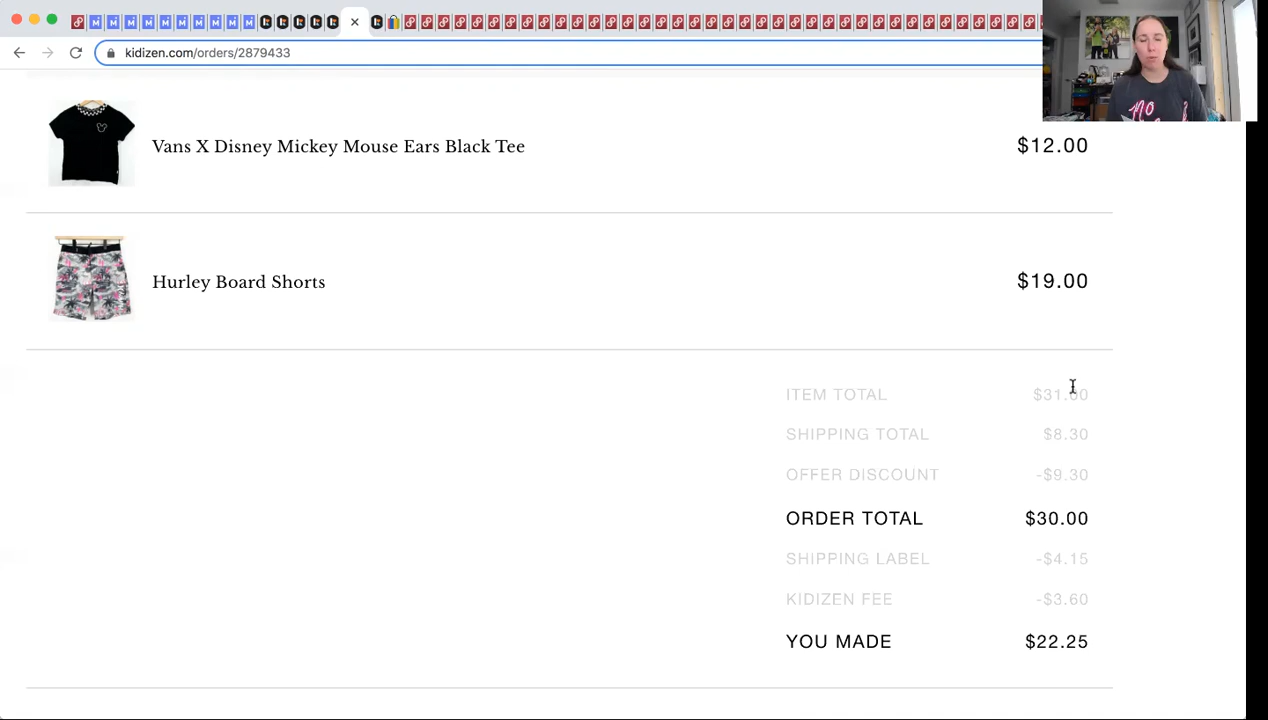 kidizen.com/orders/2879433
Vans X Disney Mickey Mouse Ears Black Tee $12.00
Hurley Board Shorts $19.00
ITEM TOTAL $31.00
SHIPPING TOTAL $8.30
OFFER DISCOUNT -$9.30
ORDER TOTAL $30.00
SHIPPING LABEL -$4.15
KIDIZEN FEE -$3.60
YOU MADE $22.25